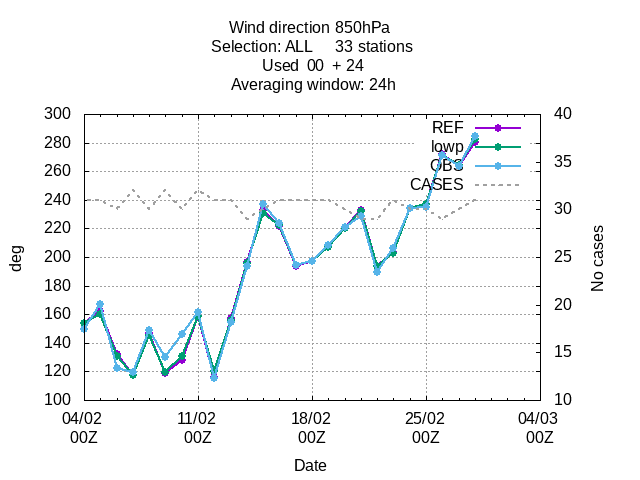 Wind direction 850hPa
Selection: ALL 33 stations
Used 00 + 24
Averaging window: 24h
300 40
280 REF
35
260 lowp
OBS
240 CASES
30
220
200 25
180
160 20
140 15
120
100 10
deg
No cases
04/02 11/02 18/02 25/02 04/03
00Z 00Z 00Z 00Z 00Z
Date